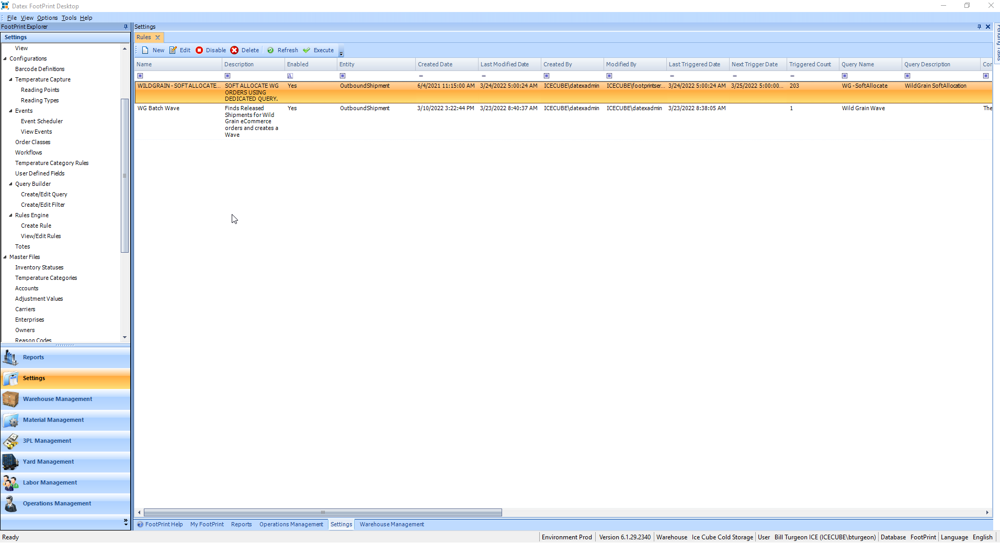 Datex FootPrint Desktop
File View Options Tools Help
FootPrint Explorer
Settings
View
Configurations
Barcode Definitions
Temperature Capture
Reading Points
Reading Types
Events
Event Scheduler
View Events
Order Classes
Workflows
Temperature Category Rules
User Defined Fields
Query Builder
Create/Edit Query
Create/Edit Filter
Rules Engine
Create Rule
View/Edit Rules
Totes
Master Files
Inventory Statuses
Temperature Categories
Accounts
Adjustment Values
Carriers
Enterprises
Owners
Reason Codes
Reports
Settings
Warehouse Management
Material Management
3PL Management
Yard Management
Labor Management
Operations Management
Settings
Rules
New Edit Disable Delete Refresh Execute
Name Description Enabled Entity Created Date Last Modified Date Created By Modified By Last Triggered Date Next Trigger Date Triggered Count Query Name Query Description Cor
A = = = = =
WILDGRAIN - SOFTALLOCATE... SOFT ALLOCATE WG Yes OutboundShipment 6/4/2021 11:15:00 AM 3/24/2022 5:00:24 AM ICECUBE\datexadmin ICECUBE\footprintser... 3/24/2022 5:00:24 AM 3/25/2022 5:00:00... 203 WG -SoftAllocate WildGrain SoftAllocation
ORDERS USING
DEDICATED QUERY.
WG Batch Wave Finds Released Yes OutboundShipment 3/10/2022 3:22:44 PM 3/23/2022 8:40:37 AM ICECUBE\datexadmin ICECUBE\datexadmin 3/23/2022 8:38:05 AM 1 Wild Grain Wave The
Shipments for Wild
Grain eCommerce
orders and creates a
Wave
FootPrint Help My FootPrint Reports Operations Management Settings Warehouse Management
Ready
Environment Prod Version 6.1.29.2340 Warehouse Ice Cube Cold Storage User Bill Turgeon ICE (ICECUBE\bturgeon) Database FootPrint Language English